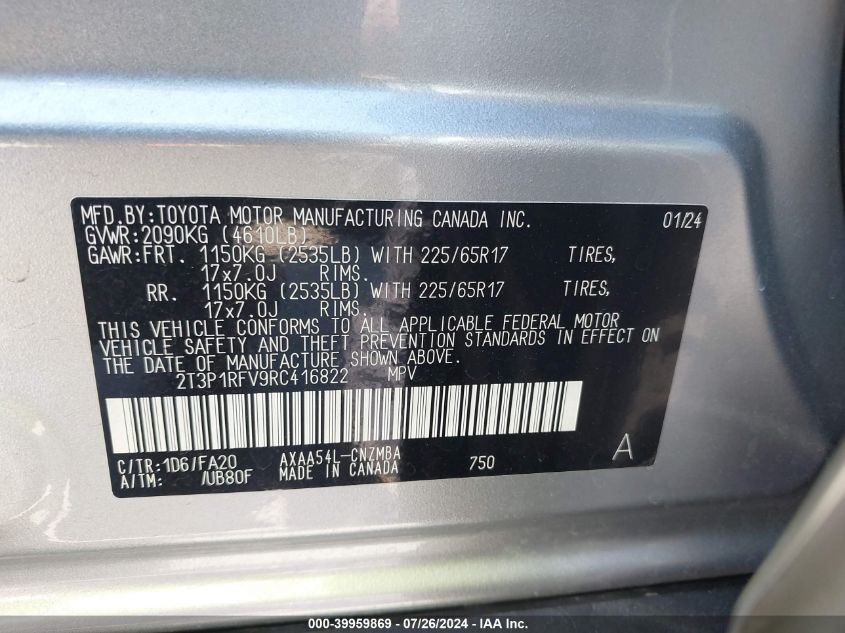 MFD.BY:TOYOTA MOTOR MANUFACTURING CANADA INC. 01/24
GVWR:2090KG (4610LB)
GAWR:FRT. 1150KG (2535LB) WITH 225/65R17 TIRES,
17x7.0J RIMS.
RR. 1150KG (2535LB) WITH 225/65R17 TIRES,
17x7.0J RIMS.
THIS VEHICLE CONFORMS TO ALL APPLICABLE FEDERAL MOTOR
VEHICLE SAFETY AND THEFT PREVENTION STANDARDS IN EFFECT ON
THE DATE OF MANUFACTURE SHOWN ABOVE.
2T3P1RFV9RC416822 MPV
C/TR:1D6/FA20 AXAA54L-CNZMBA 750 A
A/TM: /UB80F MADE IN CANADA
000-39959869 / 07/26/2024 / IAA Inc.